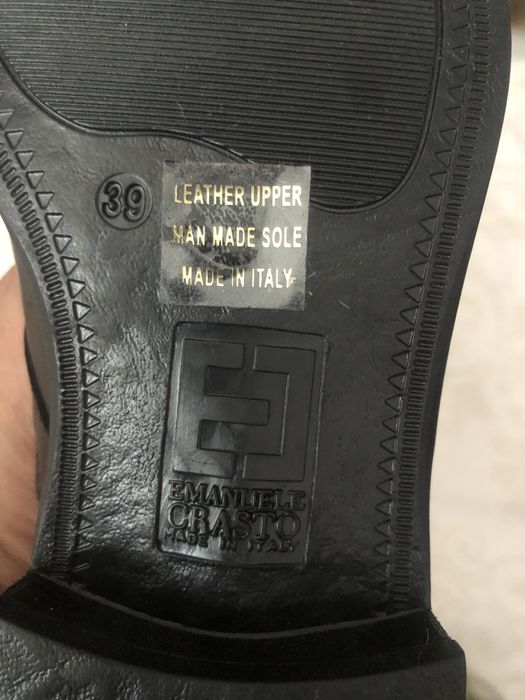 39
LEATHER UPPER
MAN MADE SOLE
MADE IN ITALY
EMANUELE
CRASTO
MADE IN ITALY